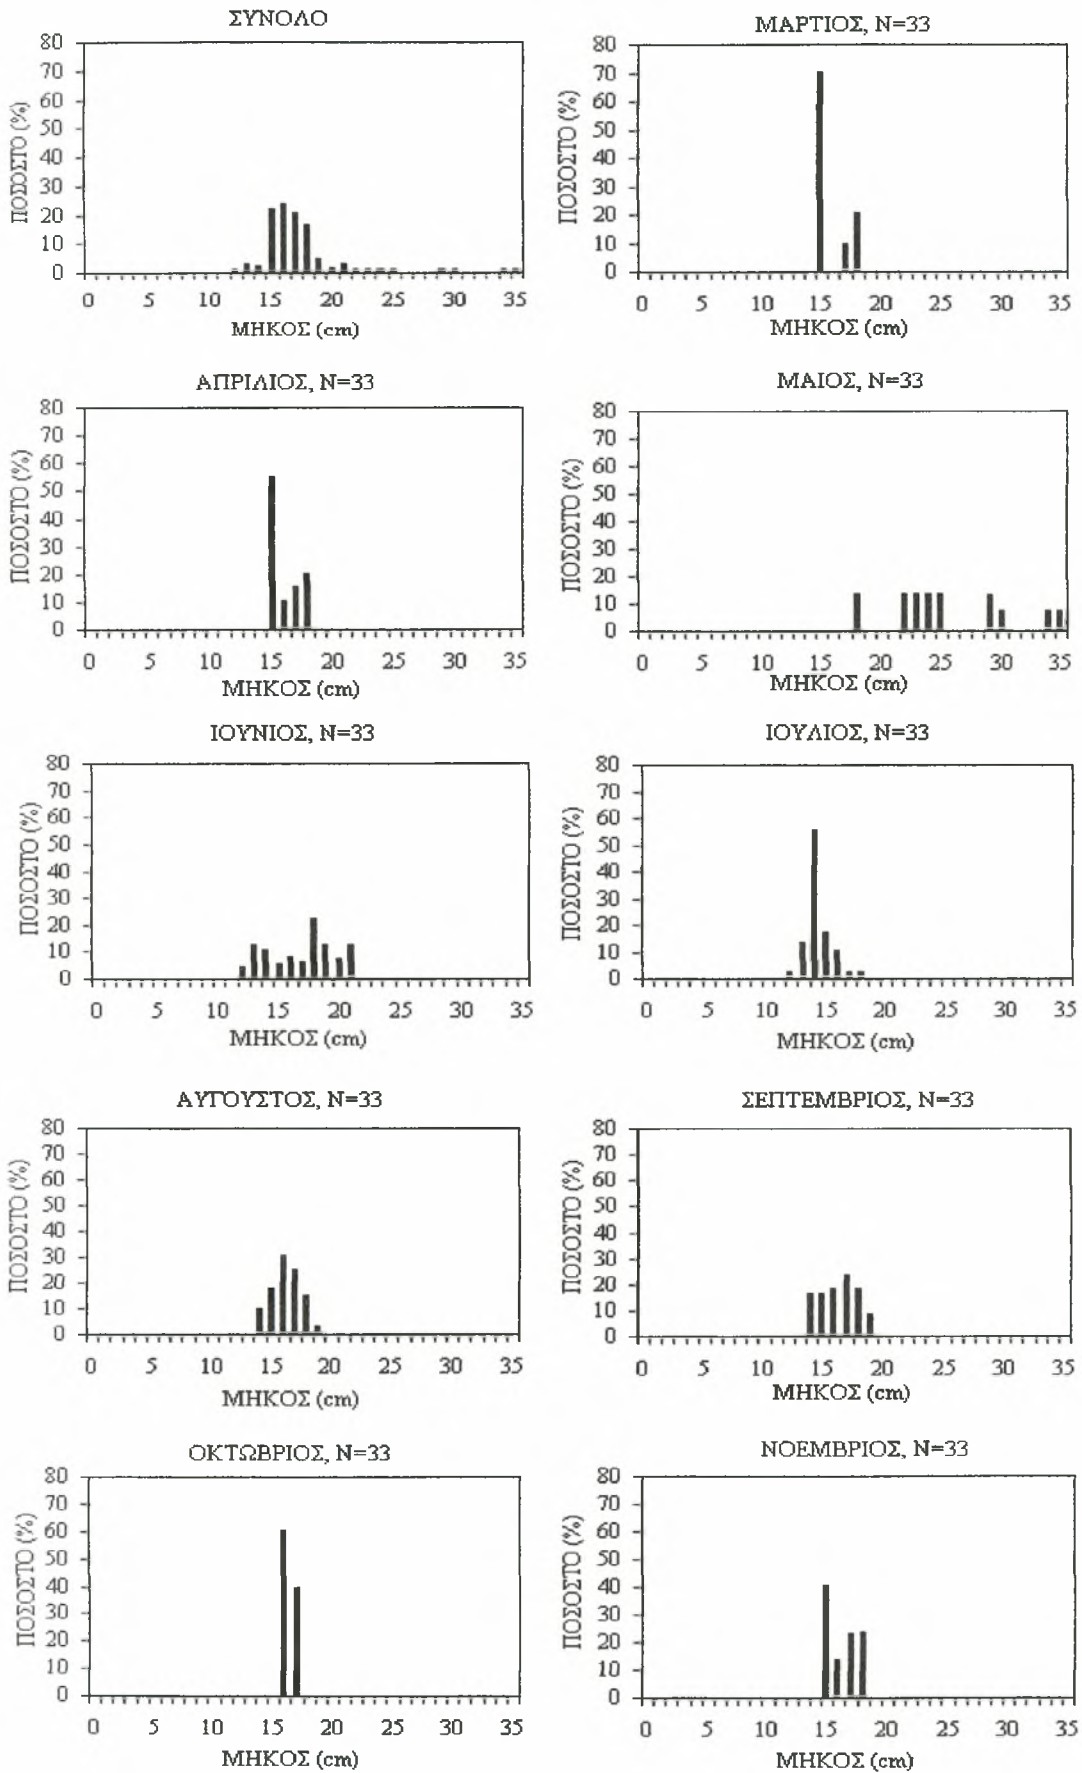 ΣΥΝΟΛΟ
80
70
60
50
40
30
20
10
0
ΠΟΣΟΣΤΟ (%)
0 5 10 15 20 25 30 35
ΜΗΚΟΣ (cm)
ΜΑΡΤΙΟΣ, N=33
80
70
60
50
40
30
20
10
0
ΠΟΣΟΣΤΟ (%)
0 5 10 15 20 25 30 35
ΜΗΚΟΣ (cm)
ΑΠΡΙΛΙΟΣ, N=33
80
70
60
50
40
30
20
10
0
ΠΟΣΟΣΤΟ (%)
0 5 10 15 20 25 30 35
ΜΗΚΟΣ (cm)
ΜΑΙΟΣ, N=33
80
70
60
50
40
30
20
10
0
ΠΟΣΟΣΤΟ (%)
0 5 10 15 20 25 30 35
ΜΗΚΟΣ (cm)
ΙΟΥΝΙΟΣ, N=33
80
70
60
50
40
30
20
10
0
ΠΟΣΟΣΤΟ (%)
0 5 10 15 20 25 30 35
ΜΗΚΟΣ (cm)
ΙΟΥΛΙΟΣ, N=33
80
70
60
50
40
30
20
10
0
ΠΟΣΟΣΤΟ (%)
0 5 10 15 20 25 30 35
ΜΗΚΟΣ (cm)
ΑΥΓΟΥΣΤΟΣ, N=33
80
70
60
50
40
30
20
10
0
ΠΟΣΟΣΤΟ (%)
0 5 10 15 20 25 30 35
ΜΗΚΟΣ (cm)
ΣΕΠΤΕΜΒΡΙΟΣ, N=33
80
70
60
50
40
30
20
10
0
ΠΟΣΟΣΤΟ (%)
0 5 10 15 20 25 30 35
ΜΗΚΟΣ (cm)
ΟΚΤΩΒΡΙΟΣ, N=33
80
70
60
50
40
30
20
10
0
ΠΟΣΟΣΤΟ (%)
0 5 10 15 20 25 30 35
ΜΗΚΟΣ (cm)
ΝΟΕΜΒΡΙΟΣ, N=33
80
70
60
50
40
30
20
10
0
ΠΟΣΟΣΤΟ (%)
0 5 10 15 20 25 30 35
ΜΗΚΟΣ (cm)